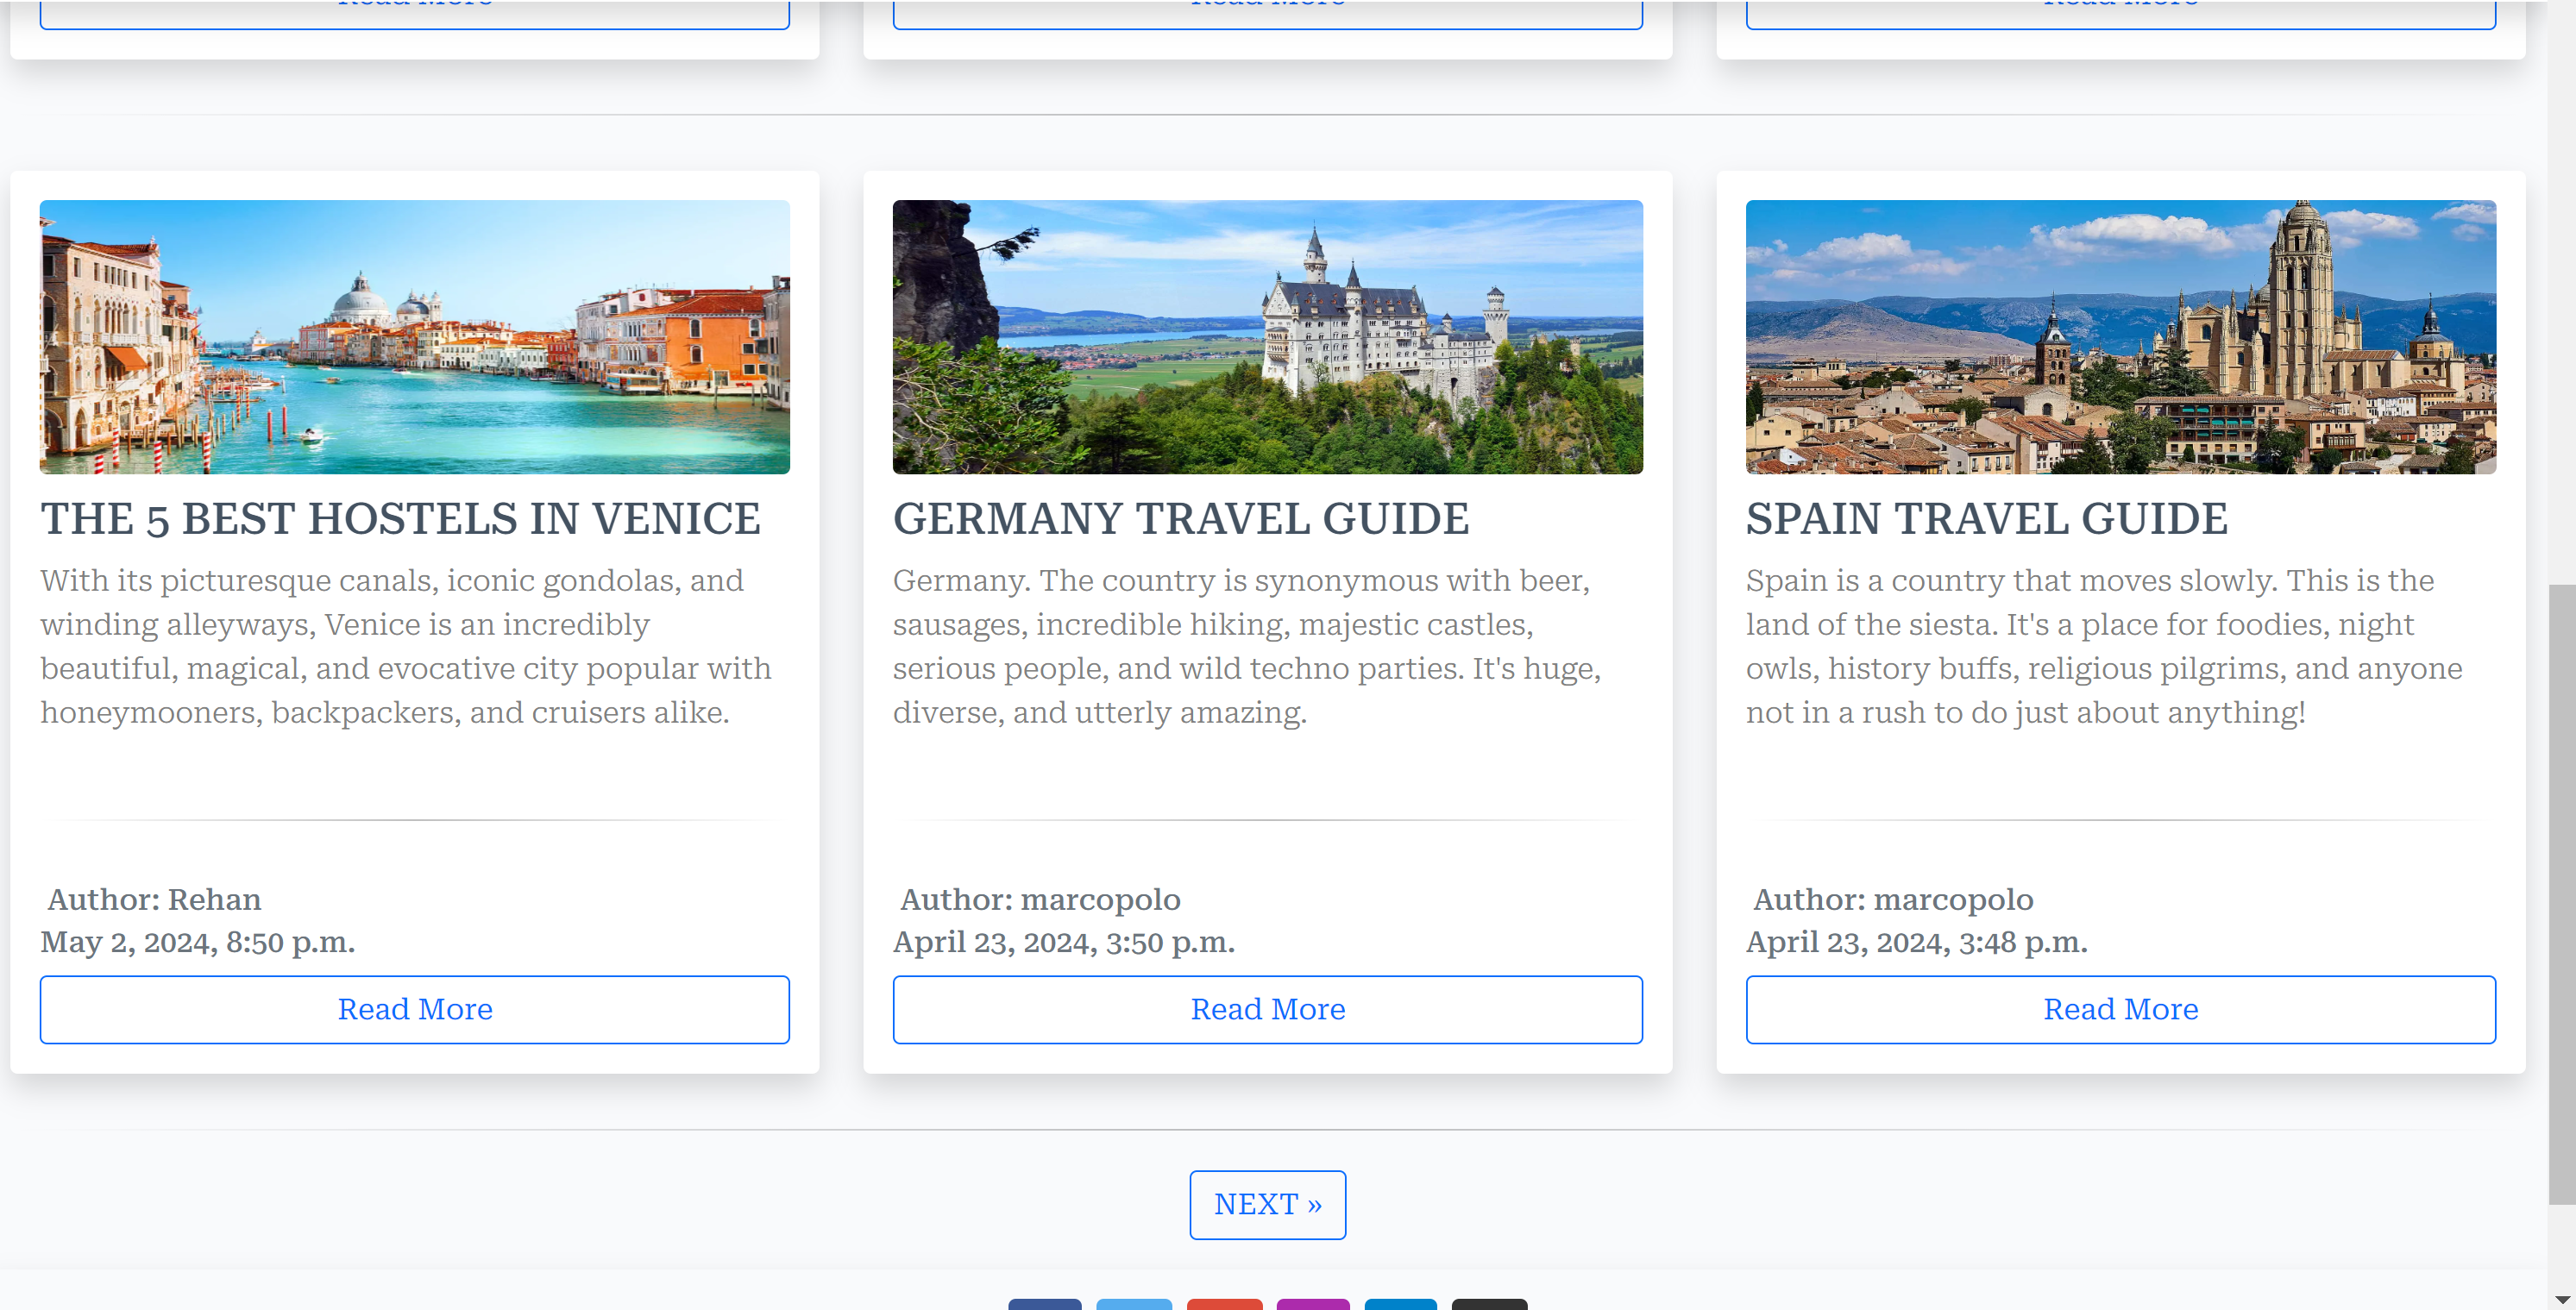 Read More Read More Read More
THE 5 BEST HOSTELS IN VENICE
With its picturesque canals, iconic gondolas, and
winding alleyways, Venice is an incredibly
beautiful, magical, and evocative city popular with
honeymooners, backpackers, and cruisers alike.
Author: Rehan
May 2, 2024, 8:50 p.m.
Read More
GERMANY TRAVEL GUIDE
Germany. The country is synonymous with beer,
sausages, incredible hiking, majestic castles,
serious people, and wild techno parties. It's huge,
diverse, and utterly amazing.
Author: marcopolo
April 23, 2024, 3:50 p.m.
Read More
SPAIN TRAVEL GUIDE
Spain is a country that moves slowly. This is the
land of the siesta. It's a place for foodies, night
owls, history buffs, religious pilgrims, and anyone
not in a rush to do just about anything!
Author: marcopolo
April 23, 2024, 3:48 p.m.
Read More
NEXT »